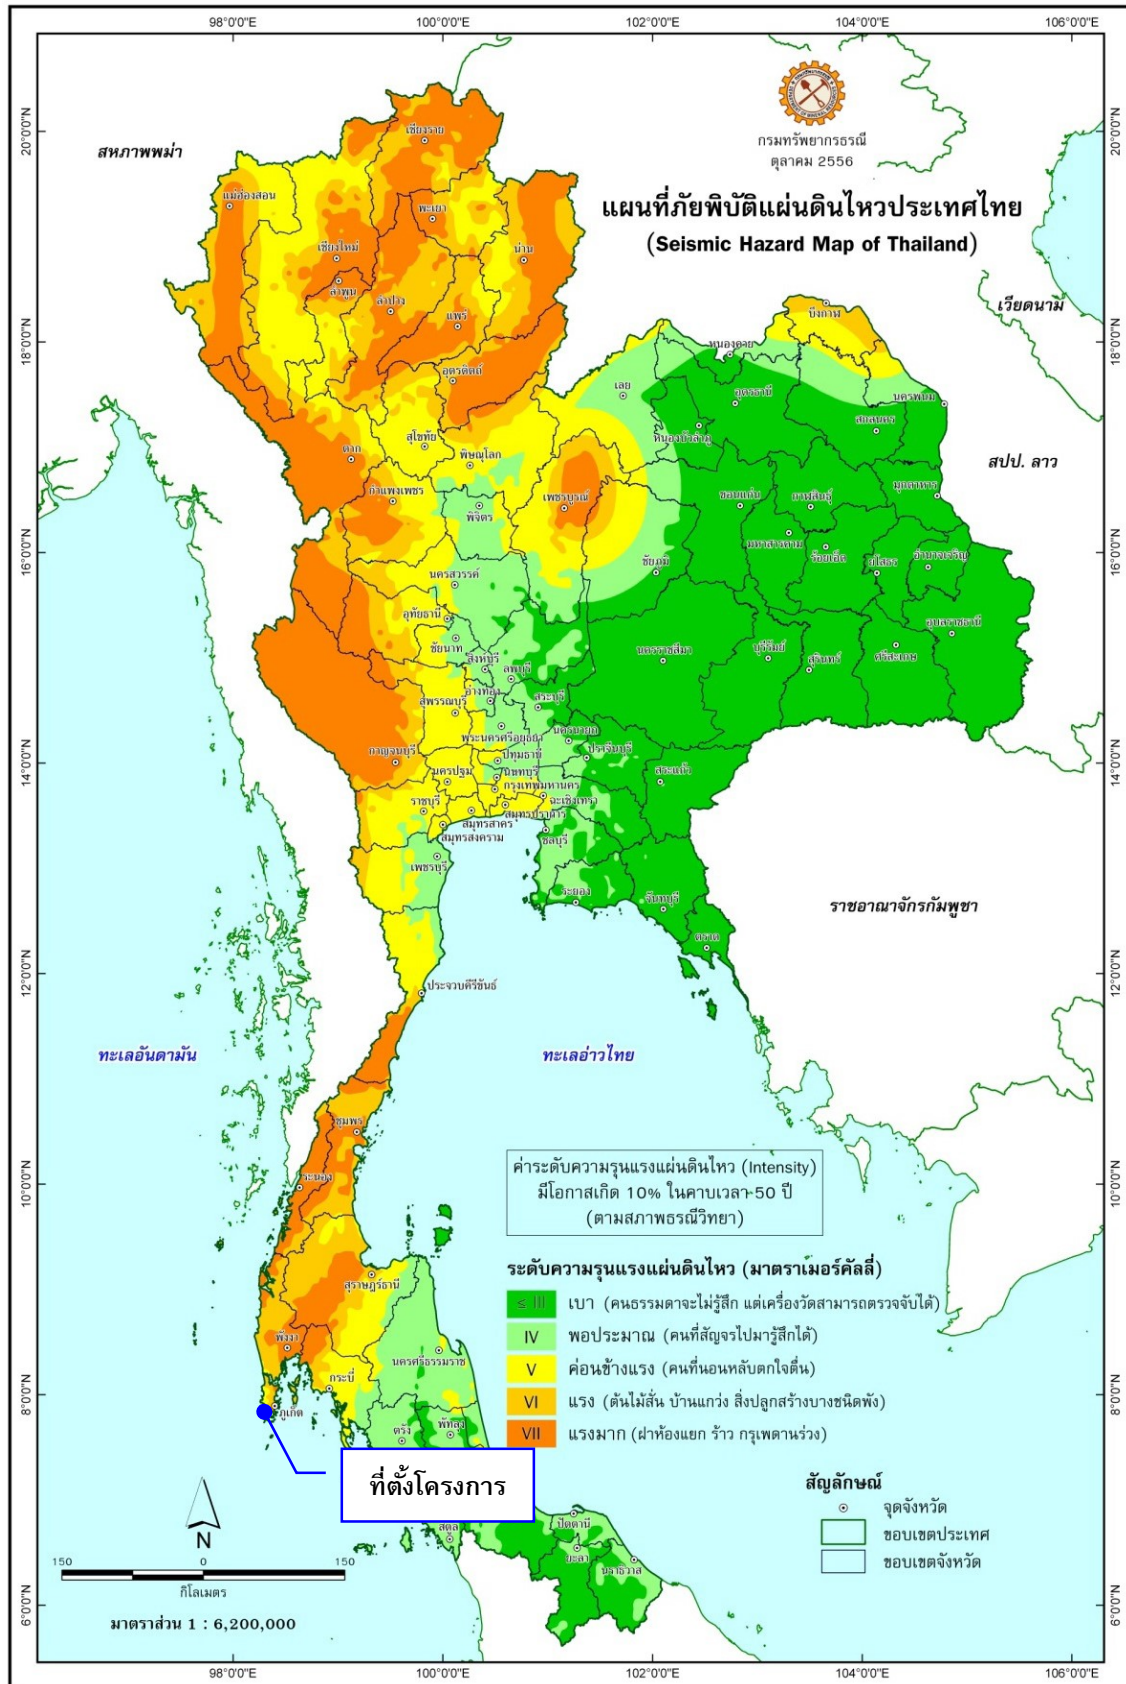 98°0'0"E
100°0'0"E
102°0'0"E
104°0'0"E
106°0'0"E
20°0'0"N
18°0'0"N
16°0'0"N
14°0'0"N
12°0'0"N
10°0'0"N
8°0'0"N
6°0'0"N
กรมทรัพยากรธรณี
ตุลาคม 2556
แผนที่ภัยพิบัติแผ่นดินไหวประเทศไทย
(Seismic Hazard Map of Thailand)
สหภาพพม่า
เวียดนาม
สปป. ลาว
ราชอาณาจักรกัมพูชา
ทะเลอันดามัน
ทะเลอ่าวไทย
เชียงราย
แม่ฮ่องสอน
พะเยา
เชียงใหม่
น่าน
ลำพูน
ลำปาง
แพร่
อุตรดิตถ์
บึงกาฬ
หนองคาย
เลย
อุดรธานี
นครพนม
สกลนคร
หนองบัวลำภู
สุโขทัย
ตาก
พิษณุโลก
กำแพงเพชร
พิจิตร
เพชรบูรณ์
ขอนแก่น
กาฬสินธุ์
มุกดาหาร
มหาสารคาม
ร้อยเอ็ด
ยโสธร
อำนาจเจริญ
ชัยภูมิ
นครสวรรค์
อุทัยธานี
ชัยนาท
สิงห์บุรี
ลพบุรี
อ่างทอง
สระบุรี
สุพรรณบุรี
นครราชสีมา
บุรีรัมย์
สุรินทร์
ศรีสะเกษ
อุบลราชธานี
พระนครศรีอยุธยา
นครนายก
ปราจีนบุรี
กาญจนบุรี
ปทุมธานี
นครปฐม
นนทบุรี
กรุงเทพมหานคร
สระแก้ว
ฉะเชิงเทรา
ราชบุรี
สมุทรปราการ
สมุทรสาคร
สมุทรสงคราม
ชลบุรี
เพชรบุรี
ระยอง
จันทบุรี
ตราด
ประจวบคีรีขันธ์
ชุมพร
ระนอง
สุราษฎร์ธานี
พังงา
นครศรีธรรมราช
กระบี่
ภูเก็ต
ตรัง
พัทลุง
สตูล
ปัตตานี
ยะลา
นราธิวาส
ที่ตั้งโครงการ
ค่าระดับความรุนแรงแผ่นดินไหว (Intensity)
มีโอกาสเกิด 10% ในคาบเวลา 50 ปี
(ตามสภาพธรณีวิทยา)
ระดับความรุนแรงแผ่นดินไหว (มาตราเมอร์คัลลี่)
≤ III เบา (คนธรรมดาจะไม่รู้สึก แต่เครื่องวัดสามารถตรวจจับได้)
IV พอประมาณ (คนที่สัญจรไปมารู้สึกได้)
V ค่อนข้างแรง (คนที่นอนหลับตกใจตื่น)
VI แรง (ต้นไม้สั่น บ้านแกว่ง สิ่งปลูกสร้างบางชนิดพัง)
VII แรงมาก (ฝาห้องแยก ร้าว กรุเพดานร่วง)
สัญลักษณ์
จุดจังหวัด
ขอบเขตประเทศ
ขอบเขตจังหวัด
N
150 0 150
กิโลเมตร
มาตราส่วน 1 : 6,200,000
98°0'0"E
100°0'0"E
102°0'0"E
104°0'0"E
106°0'0"E
20°0'0"N
18°0'0"N
16°0'0"N
14°0'0"N
12°0'0"N
10°0'0"N
8°0'0"N
6°0'0"N